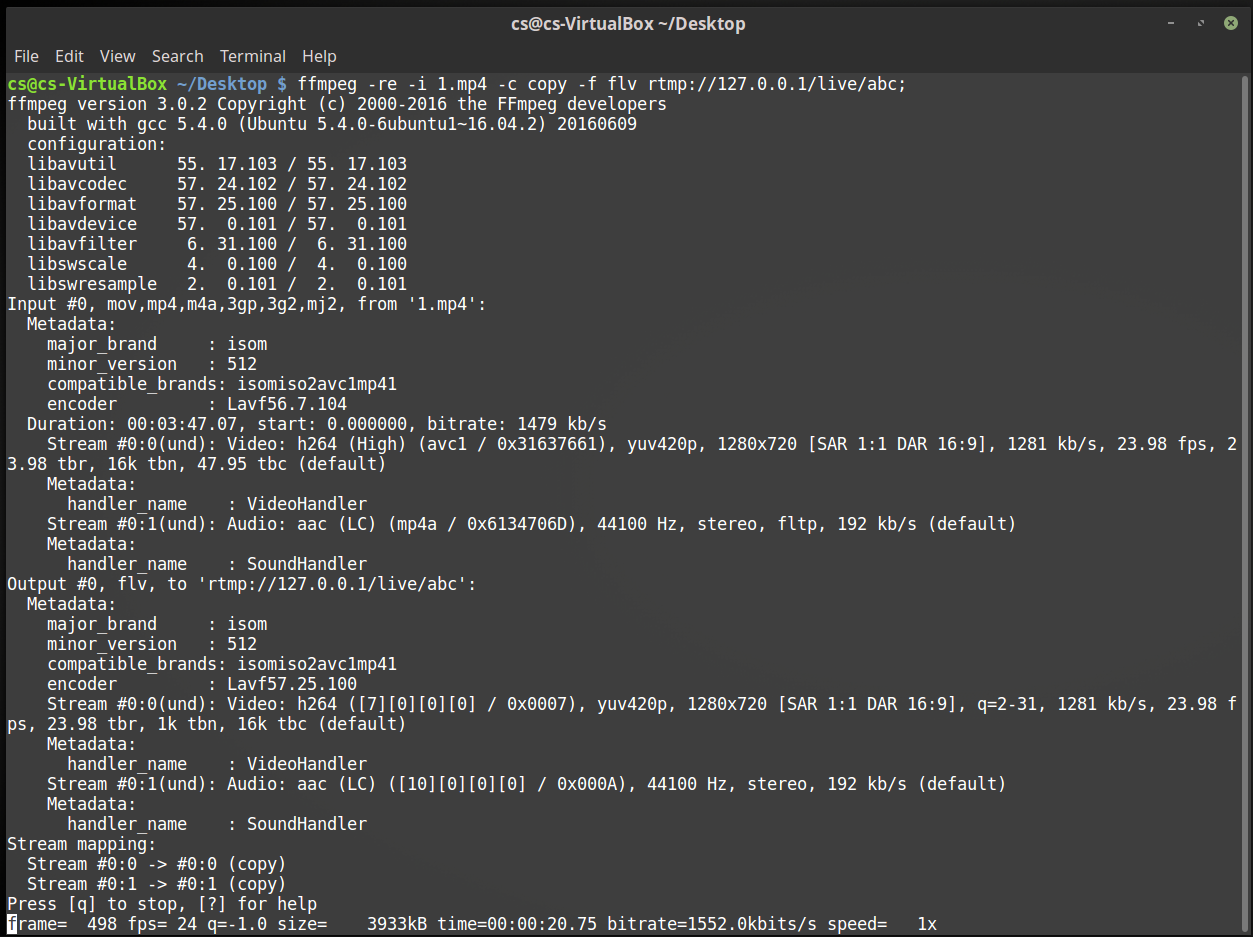 cs@cs-VirtualBox ~/Desktop
File Edit View Search Terminal Help
cs@cs-VirtualBox ~/Desktop $ ffmpeg -re -i 1.mp4 -c copy -f flv rtmp://127.0.0.1/live/abc;
ffmpeg version 3.0.2 Copyright (c) 2000-2016 the FFmpeg developers
  built with gcc 5.4.0 (Ubuntu 5.4.0-6ubuntu1~16.04.2) 20160609
  configuration:
  libavutil      55. 17.103 / 55. 17.103
  libavcodec     57. 24.102 / 57. 24.102
  libavformat    57. 25.100 / 57. 25.100
  libavdevice    57.  0.101 / 57.  0.101
  libavfilter     6. 31.100 /  6. 31.100
  libswscale      4.  0.100 /  4.  0.100
  libswresample   2.  0.101 /  2.  0.101
Input #0, mov,mp4,m4a,3gp,3g2,mj2, from '1.mp4':
  Metadata:
    major_brand     : isom
    minor_version   : 512
    compatible_brands: isomiso2avc1mp41
    encoder         : Lavf56.7.104
  Duration: 00:03:47.07, start: 0.000000, bitrate: 1479 kb/s
    Stream #0:0(und): Video: h264 (High) (avc1 / 0x31637661), yuv420p, 1280x720 [SAR 1:1 DAR 16:9], 1281 kb/s, 23.98 fps, 2
3.98 tbr, 16k tbn, 47.95 tbc (default)
    Metadata:
      handler_name    : VideoHandler
    Stream #0:1(und): Audio: aac (LC) (mp4a / 0x6134706D), 44100 Hz, stereo, fltp, 192 kb/s (default)
    Metadata:
      handler_name    : SoundHandler
Output #0, flv, to 'rtmp://127.0.0.1/live/abc':
  Metadata:
    major_brand     : isom
    minor_version   : 512
    compatible_brands: isomiso2avc1mp41
    encoder         : Lavf57.25.100
    Stream #0:0(und): Video: h264 ([7][0][0][0] / 0x0007), yuv420p, 1280x720 [SAR 1:1 DAR 16:9], q=2-31, 1281 kb/s, 23.98 f
ps, 23.98 tbr, 1k tbn, 16k tbc (default)
    Metadata:
      handler_name    : VideoHandler
    Stream #0:1(und): Audio: aac (LC) ([10][0][0][0] / 0x000A), 44100 Hz, stereo, 192 kb/s (default)
    Metadata:
      handler_name    : SoundHandler
Stream mapping:
  Stream #0:0 -> #0:0 (copy)
  Stream #0:1 -> #0:1 (copy)
Press [q] to stop, [?] for help
frame=  498 fps= 24 q=-1.0 size=    3933kB time=00:00:20.75 bitrate=1552.0kbits/s speed=   1x